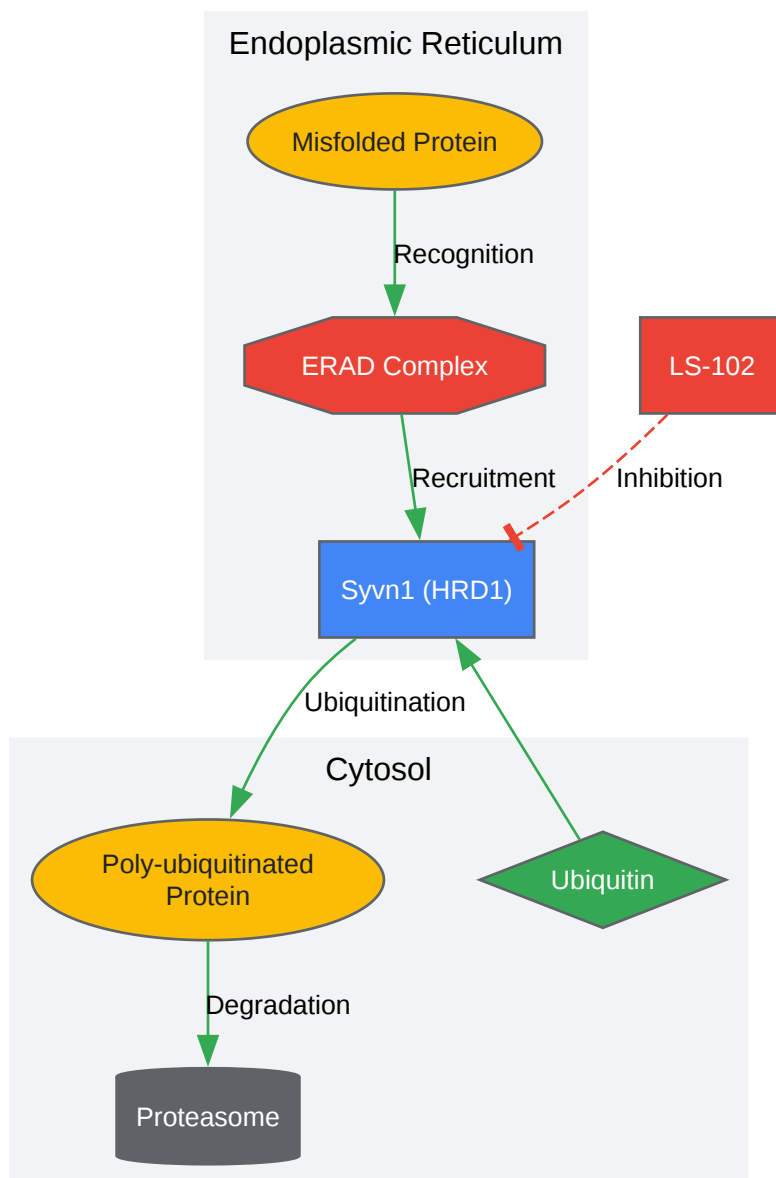 Endoplasmic Reticulum
Misfolded Protein
Recognition
ERAD Complex
LS-102
Recruitment
Inhibition
Syvn1 (HRD1)
Ubiquitination
Cytosol
Poly-ubiquitinated
Protein
Ubiquitin
Degradation
Proteasome